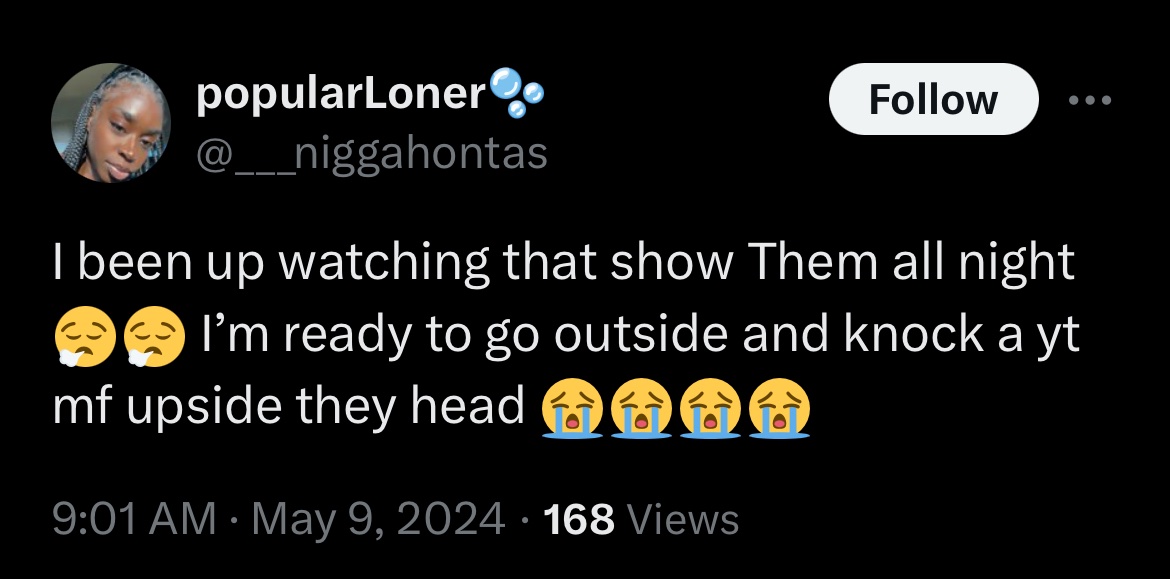 popularLoner🫧
Follow
@___niggahontas
I been up watching that show Them all night
😮‍💨😮‍💨 I’m ready to go outside and knock a yt
mf upside they head 😭😭😭😭
9:01 AM · May 9, 2024 · 168 Views